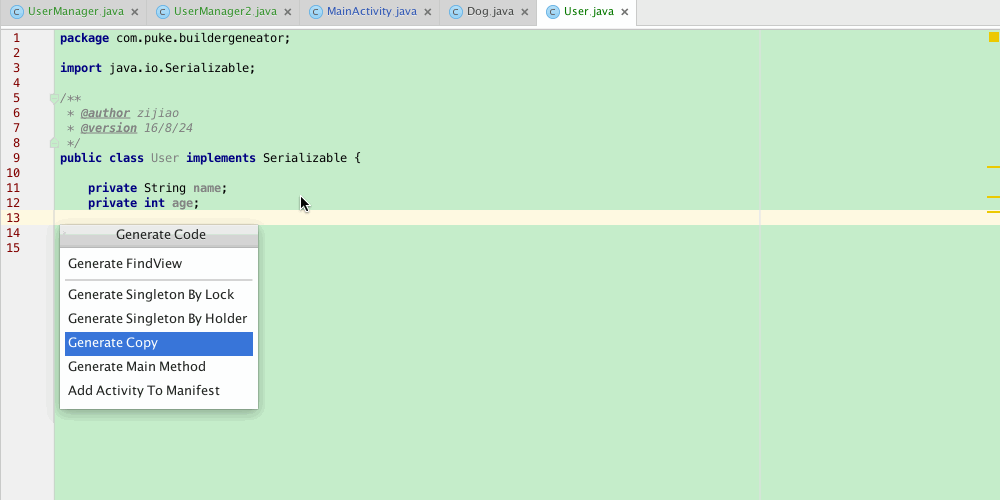 UserManager.java UserManager2.java MainActivity.java Dog.java User.java
1 package com.puke.buildergeneator;
2
3 import java.io.Serializable;
4
5 /**
6 * @author zijiao
7 * @version 16/8/24
8 */
9 public class User implements Serializable {
10
11 private String name;
12 private int age;
13
14
15
Generate Code
Generate FindView
Generate Singleton By Lock
Generate Singleton By Holder
Generate Copy
Generate Main Method
Add Activity To Manifest